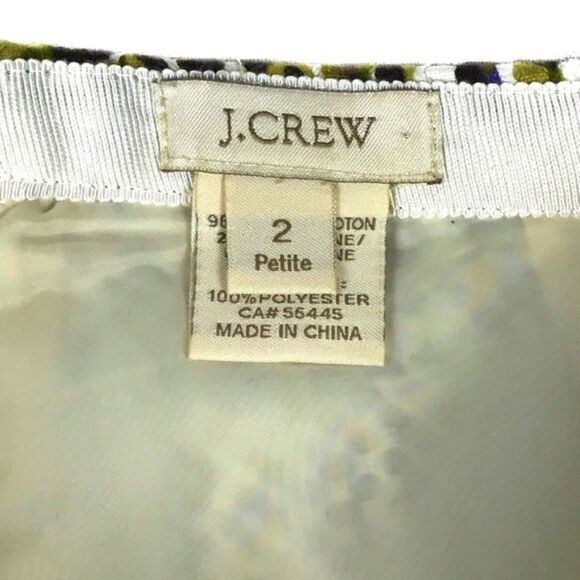 J.CREW
2
Petite
100% POLYESTER
CA# 56445
MADE IN CHINA